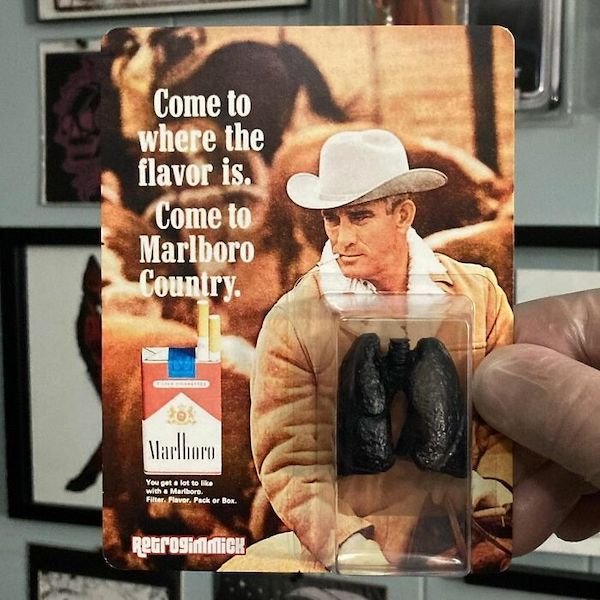 Come to
where the
flavor is.
Come to
Marlboro
Country.
Marlboro
You get a lot to like
with a Marlboro.
Filter. Flavor. Pack or Box.
Retrogimmick